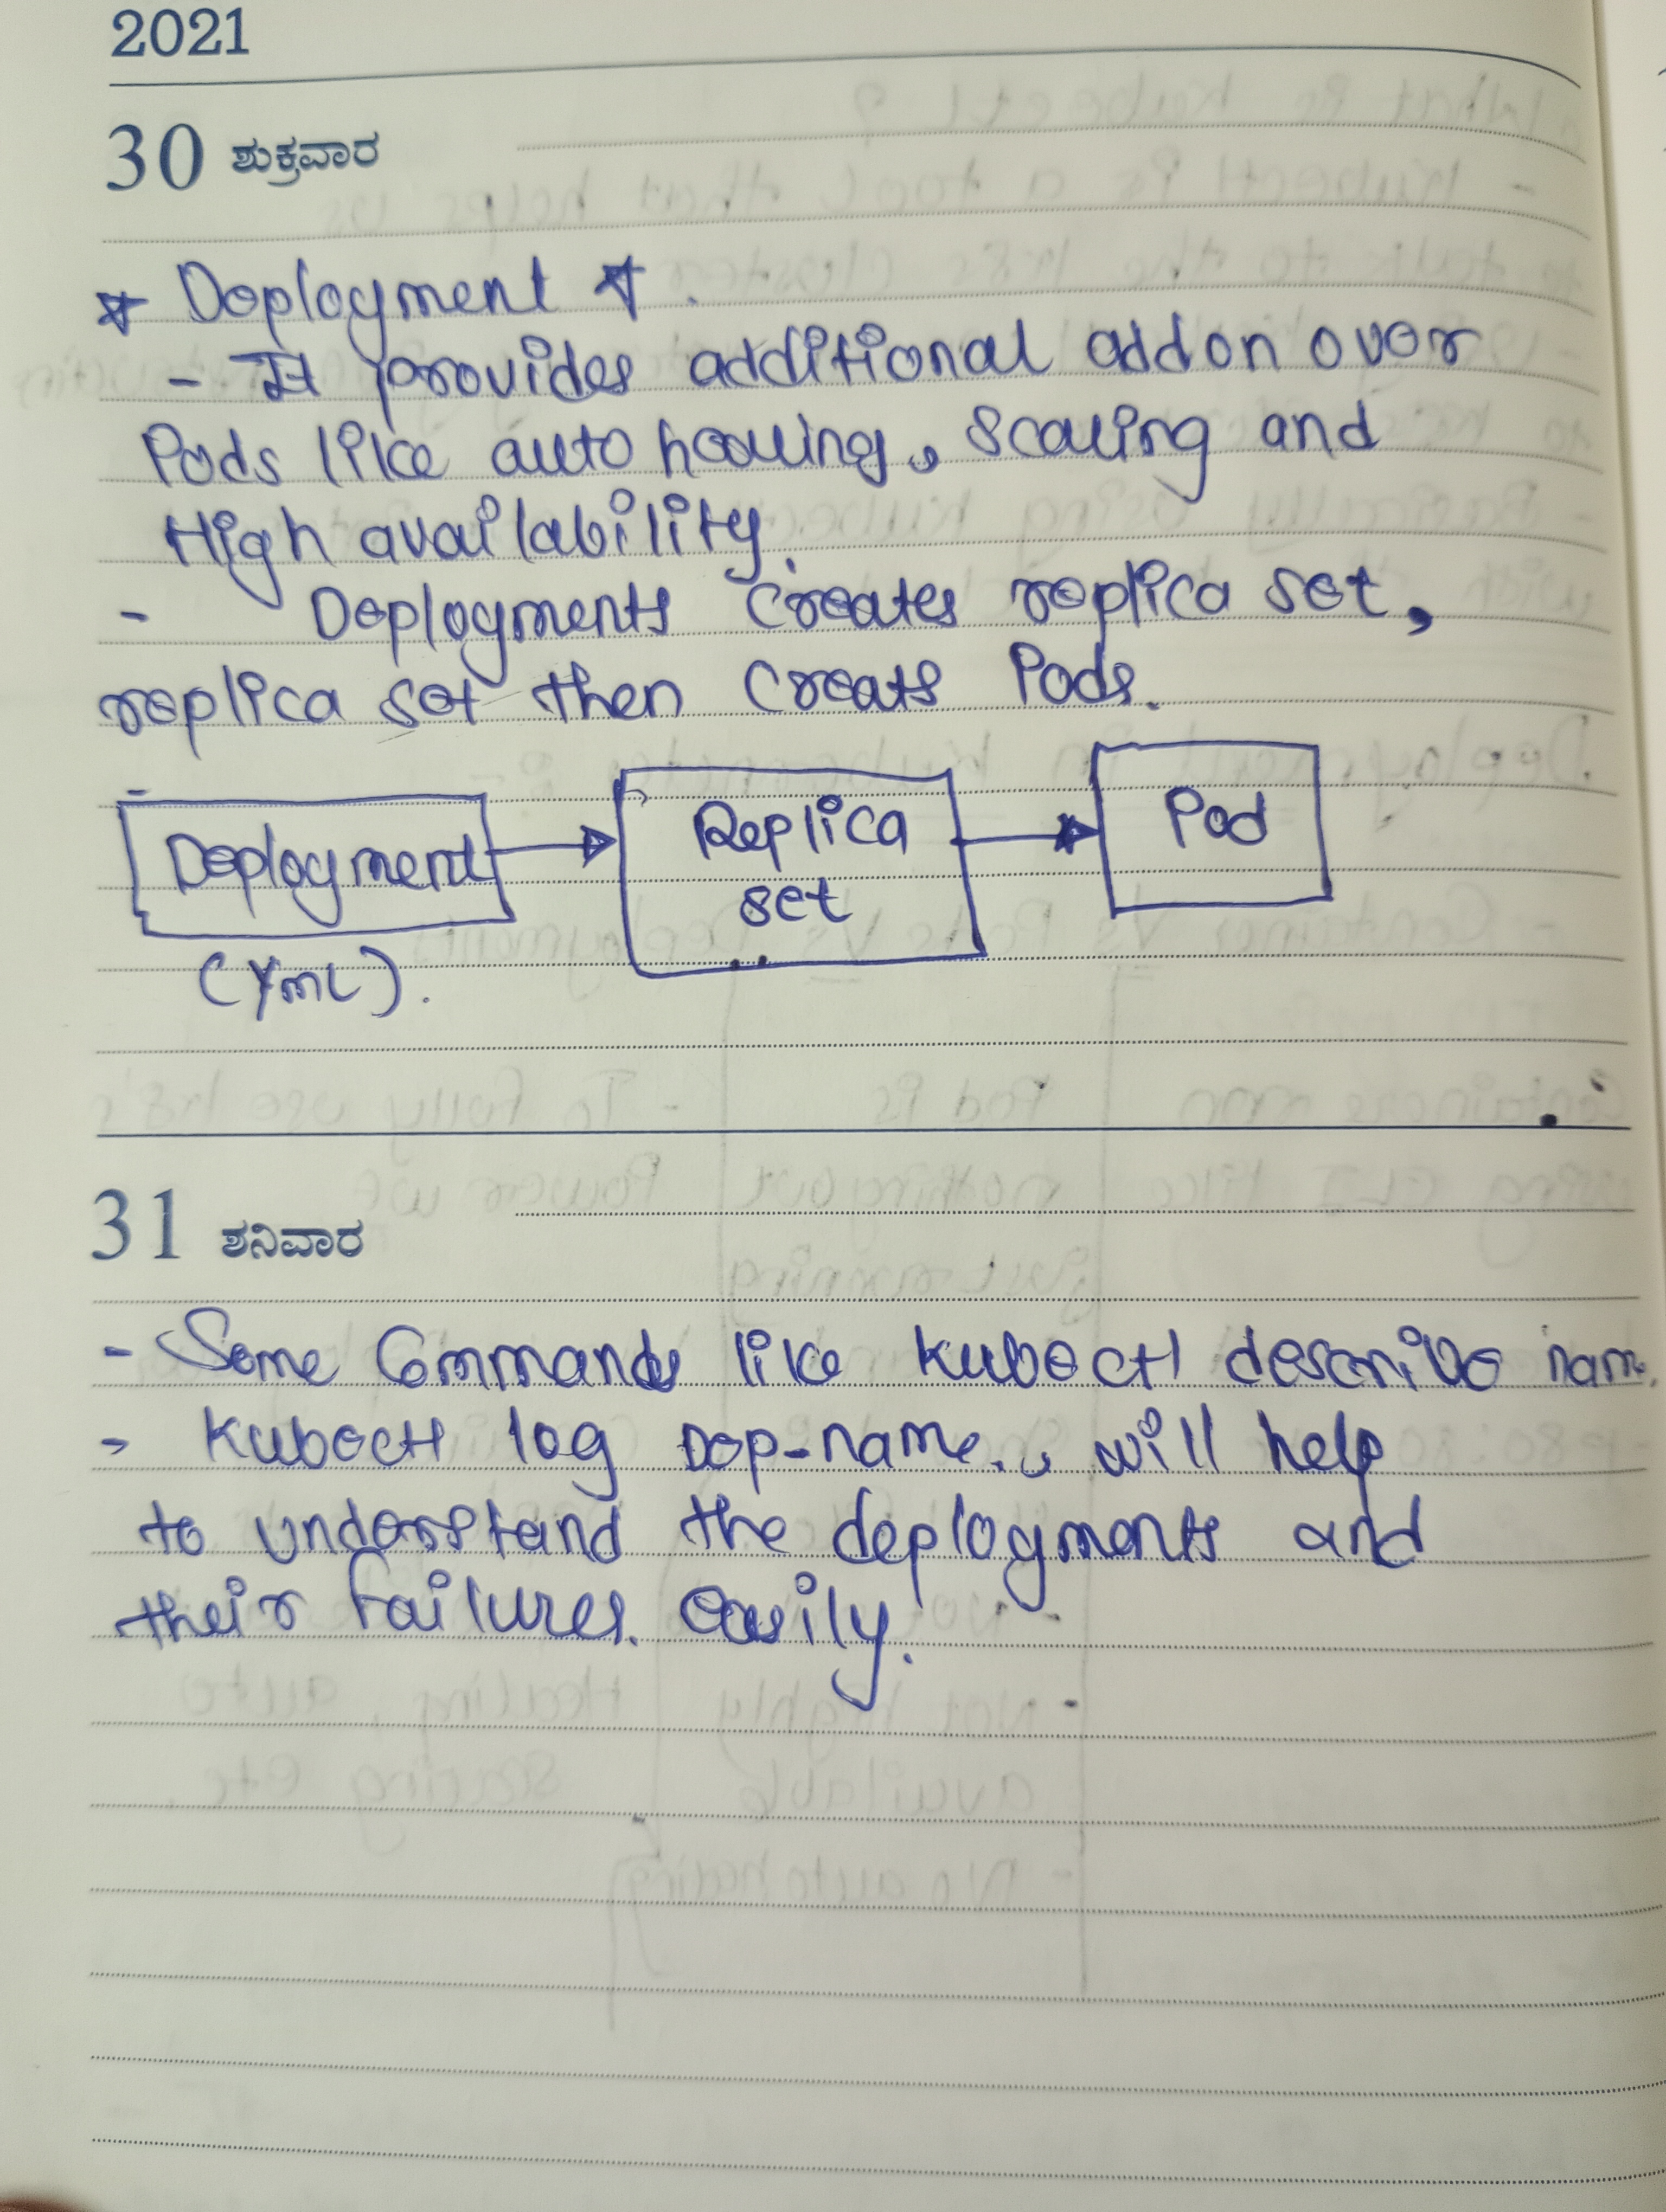 2021
30 ಶುಕ್ರವಾರ
* Deployment *.
- It provides additional addon over
Pods like auto healing, Scaling and
High availability.
- Deployments Creates replica set,
replica set then Creats Pods.
Deployment
Replica
set
Pod
(Yml).
31 ಶನಿವಾರ
- Some Commands like kubectl describe name.
- kubectl log Dep-name.., will help
to understand the deployments and
their failures. easily.